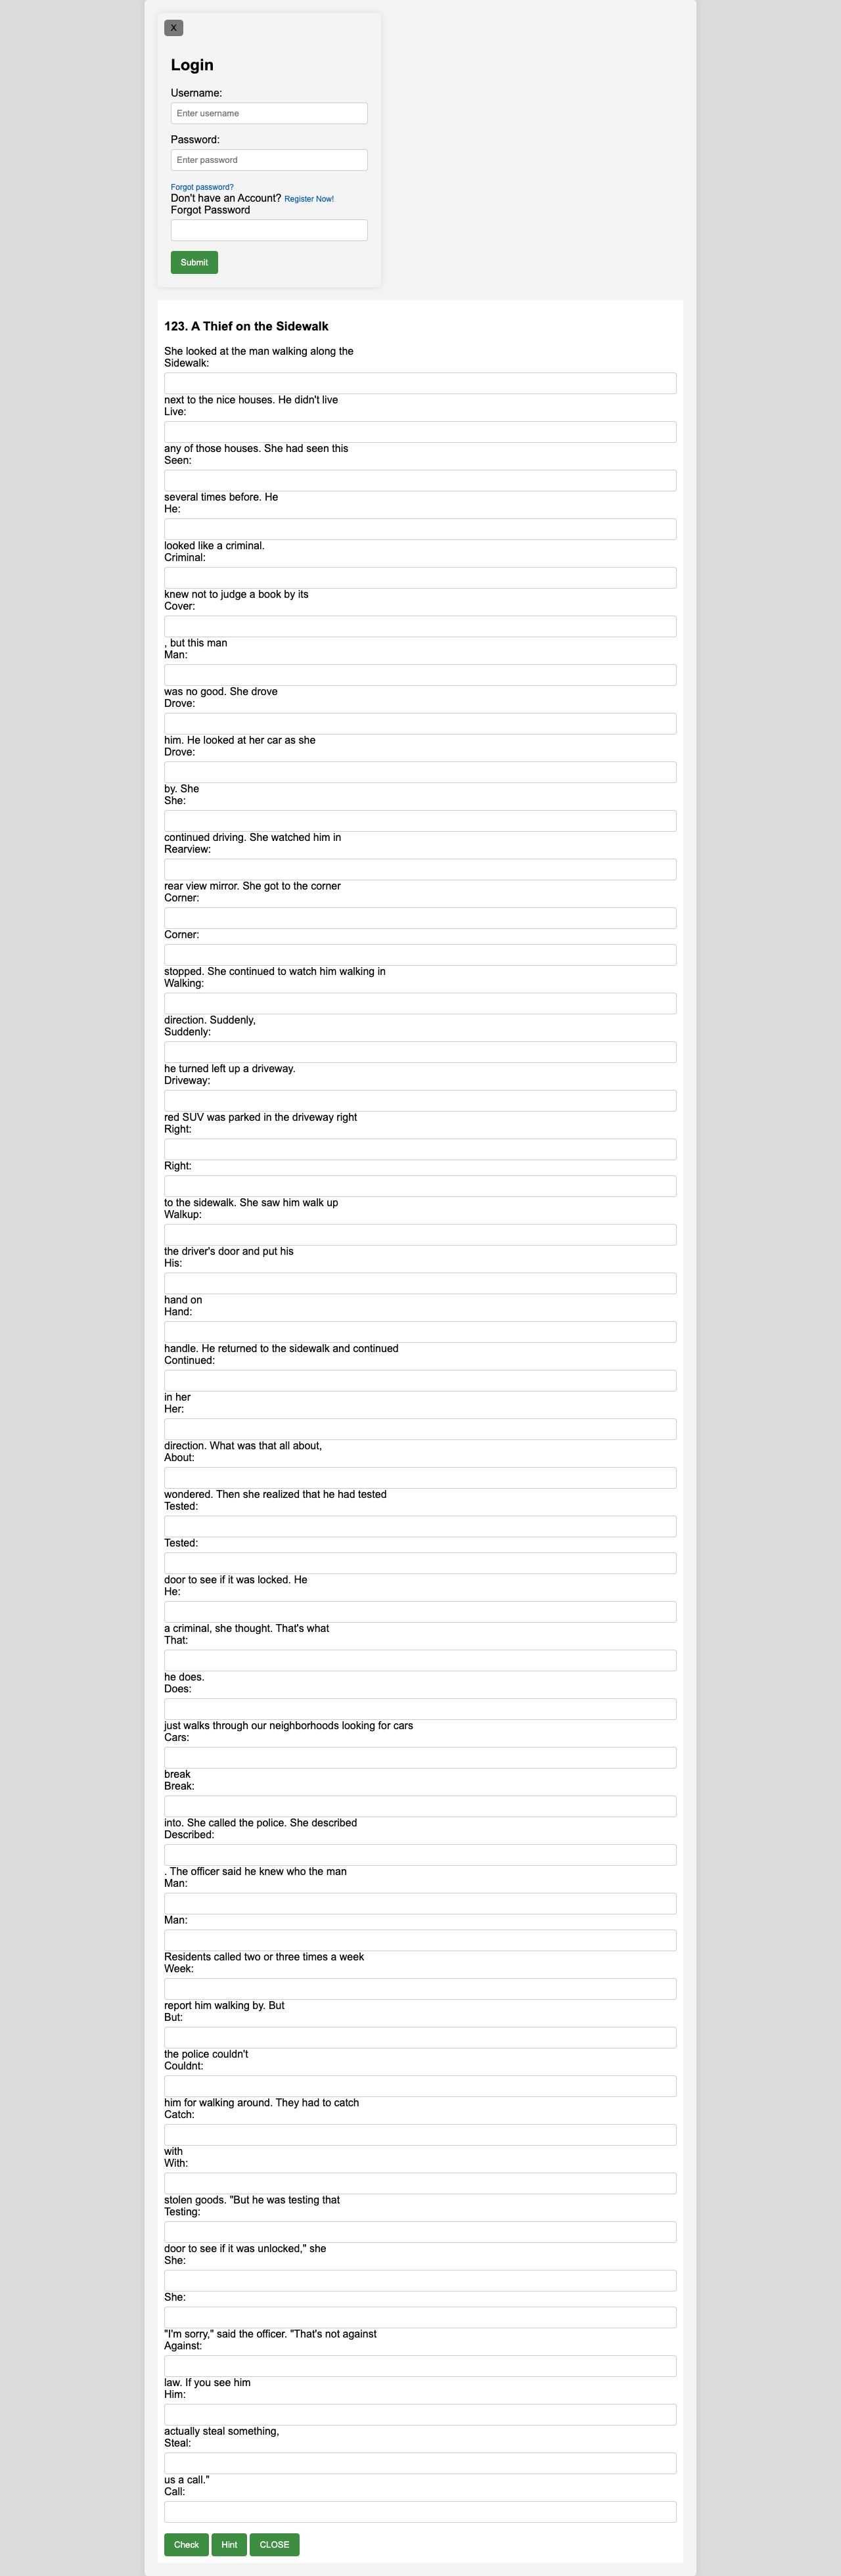 X
Login
Username:
Enter username
Password:
Enter password
Forgot password?
Don't have an Account? Register Now!
Forgot Password
Submit
123. A Thief on the Sidewalk
She looked at the man walking along the
Sidewalk:
next to the nice houses. He didn't live
Live:
any of those houses. She had seen this
Seen:
several times before. He
He:
looked like a criminal.
Criminal:
knew not to judge a book by its
Cover:
, but this man
Man:
was no good. She drove
Drove:
him. He looked at her car as she
Drove:
by. She
She:
continued driving. She watched him in
Rearview:
rear view mirror. She got to the corner
Corner:
Corner:
stopped. She continued to watch him walking in
Walking:
direction. Suddenly,
Suddenly:
he turned left up a driveway.
Driveway:
red SUV was parked in the driveway right
Right:
Right:
to the sidewalk. She saw him walk up
Walkup:
the driver's door and put his
His:
hand on
Hand:
handle. He returned to the sidewalk and continued
Continued:
in her
Her:
direction. What was that all about,
About:
wondered. Then she realized that he had tested
Tested:
Tested:
door to see if it was locked. He
He:
a criminal, she thought. That's what
That:
he does.
Does:
just walks through our neighborhoods looking for cars
Cars:
break
Break:
into. She called the police. She described
Described:
. The officer said he knew who the man
Man:
Man:
Residents called two or three times a week
Week:
report him walking by. But
But:
the police couldn't
Couldnt:
him for walking around. They had to catch
Catch:
with
With:
stolen goods. "But he was testing that
Testing:
door to see if it was unlocked," she
She:
She:
"I'm sorry," said the officer. "That's not against
Against:
law. If you see him
Him:
actually steal something,
Steal:
us a call."
Call:
Check Hint CLOSE